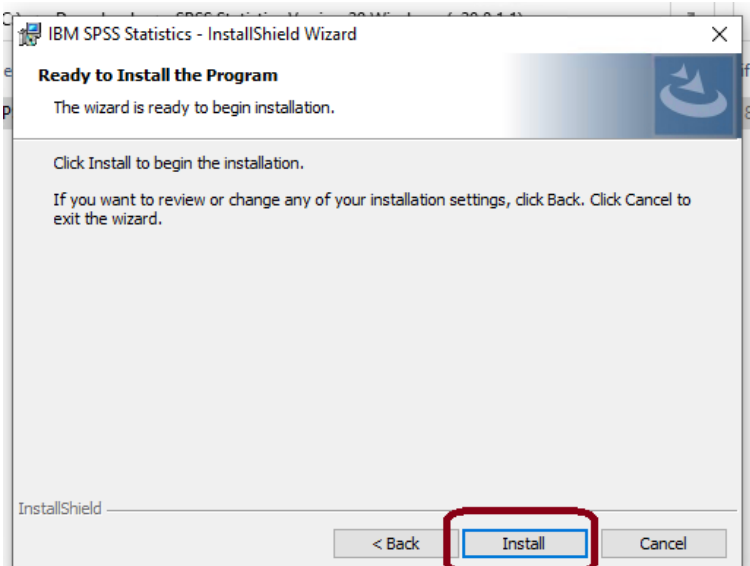 IBM SPSS Statistics - InstallShield Wizard
Ready to Install the Program
The wizard is ready to begin installation.
Click Install to begin the installation.
If you want to review or change any of your installation settings, click Back. Click Cancel to
exit the wizard.
InstallShield
< Back
Install
Cancel